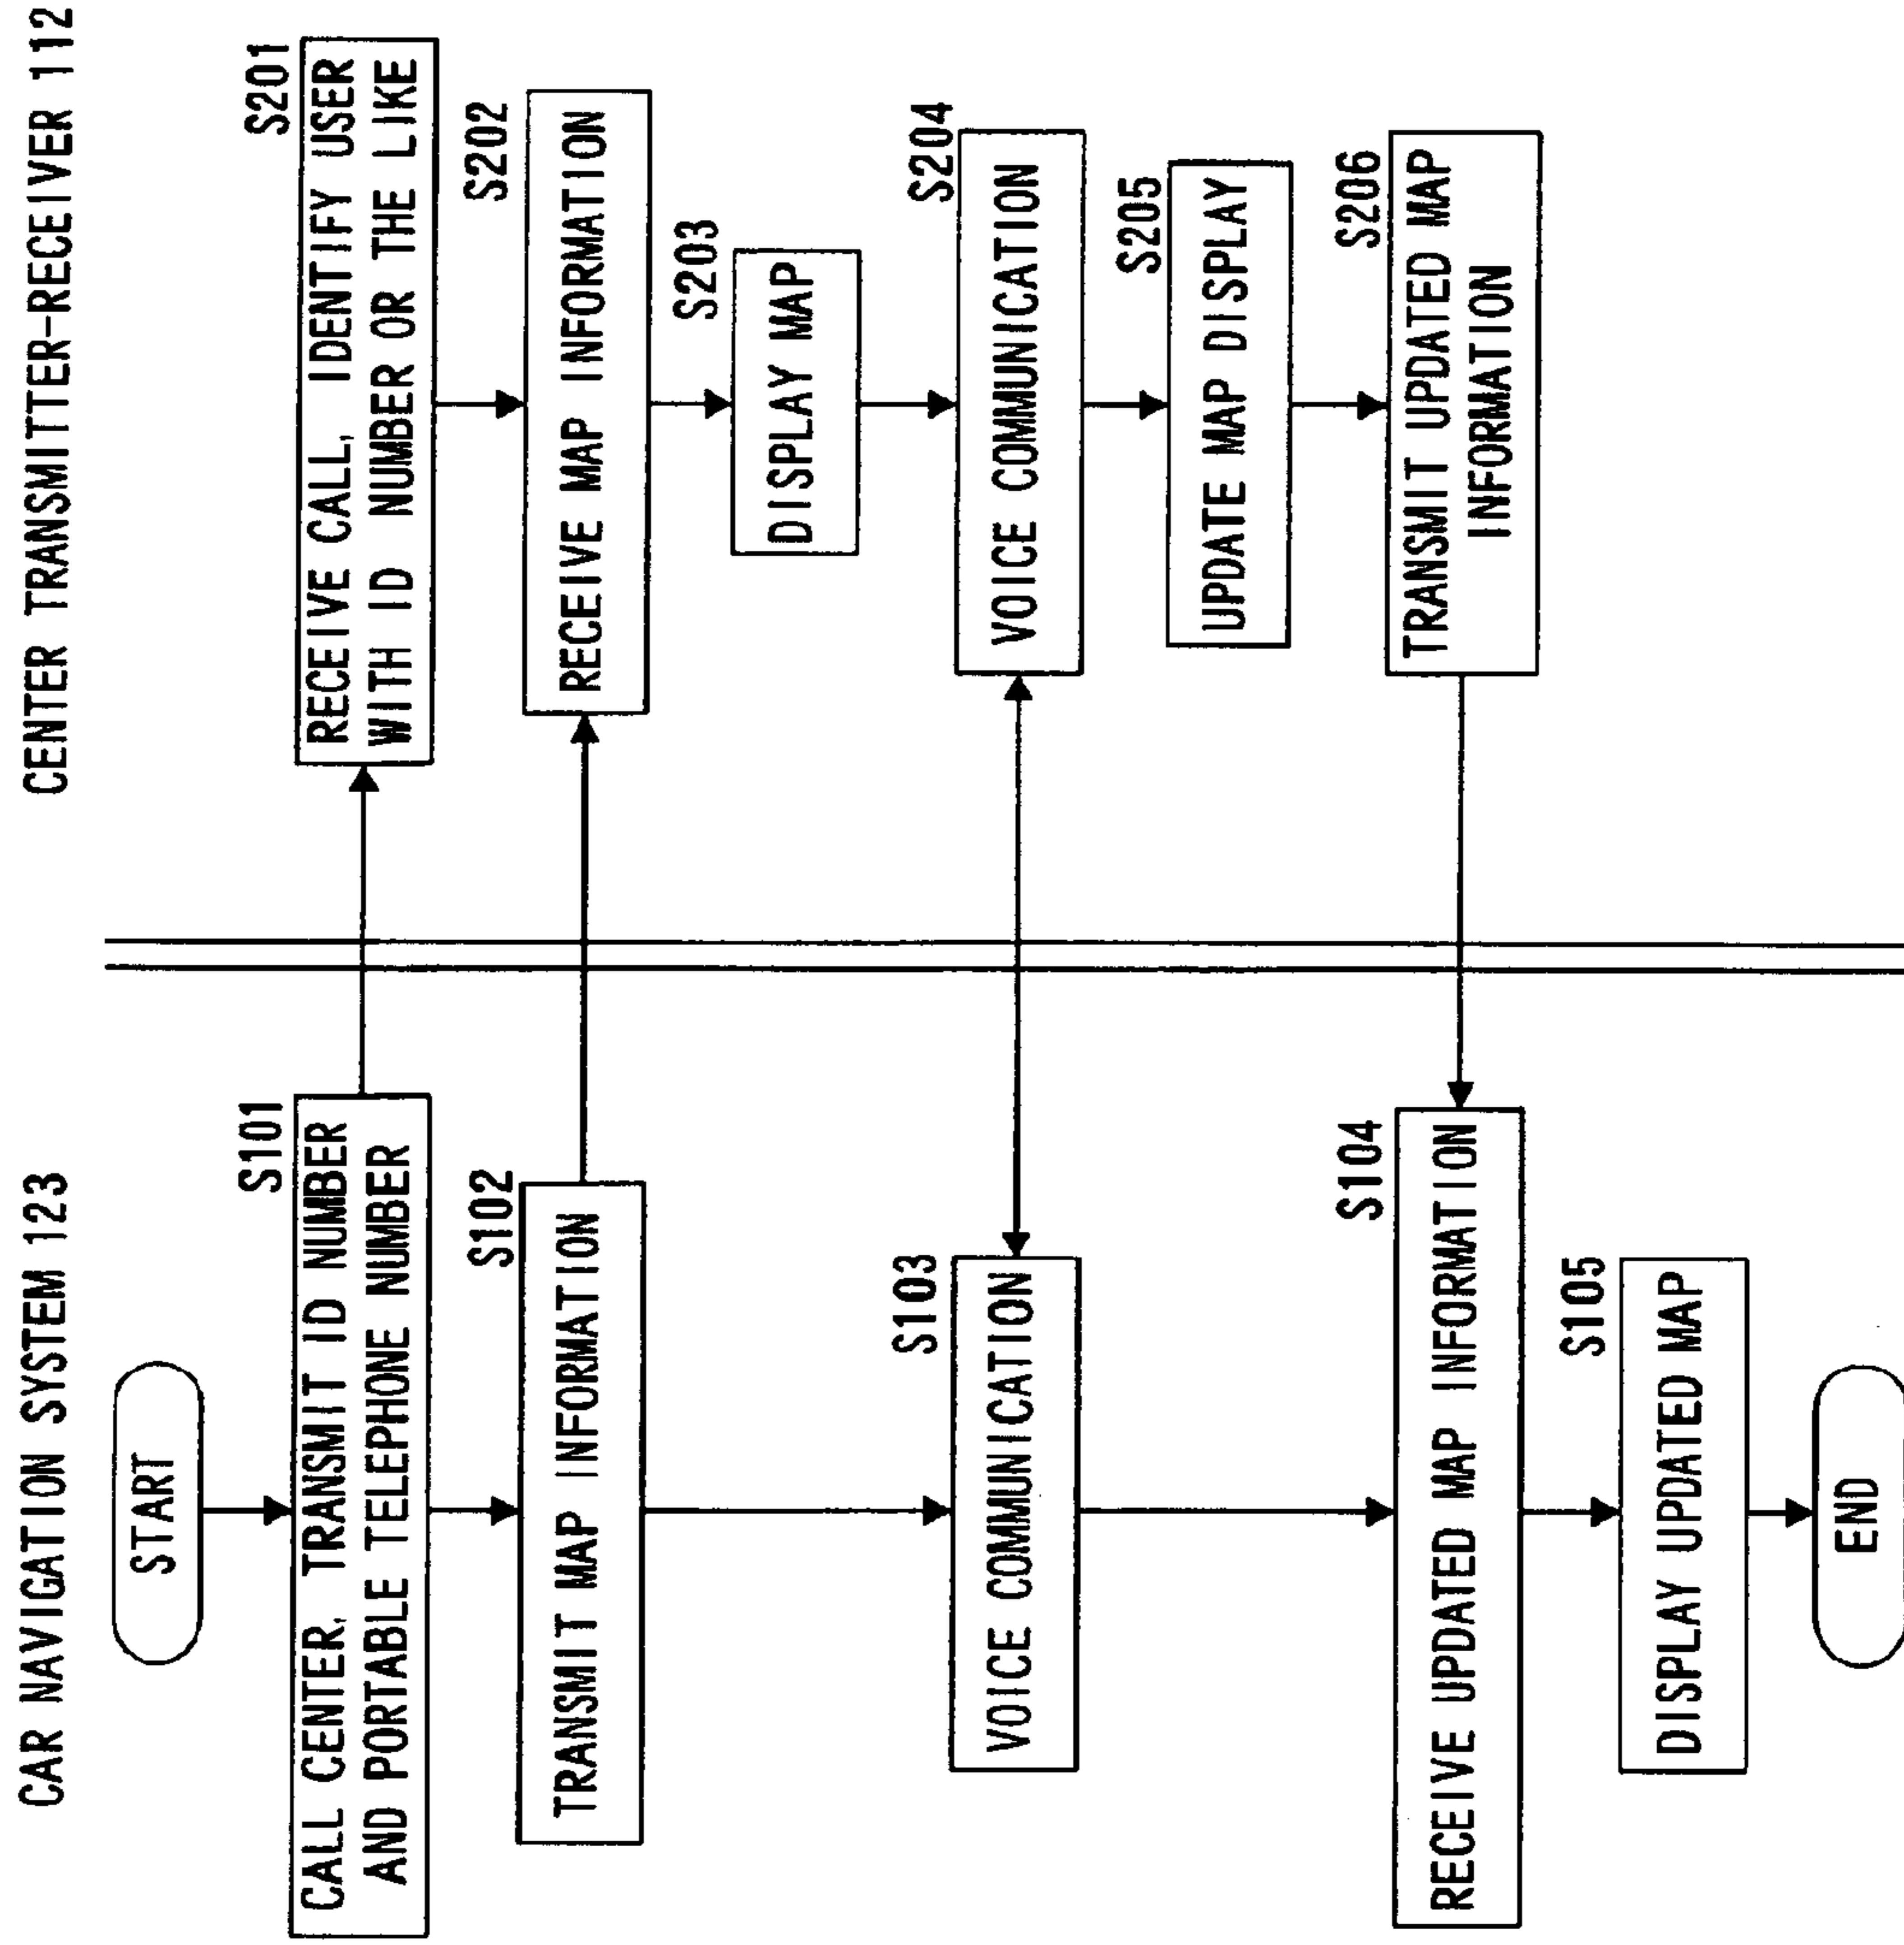 CAR NAVIGATION SYSTEM 123
START
S101
CALL CENTER, TRANSMIT ID NUMBER
AND PORTABLE TELEPHONE NUMBER
S102
TRANSMIT MAP INFORMATION
S103
VOICE COMMUNICATION
S104
RECEIVE UPDATED MAP INFORMATION
S105
DISPLAY UPDATED MAP
END
CENTER TRANSMITTER-RECEIVER 112
S201
RECEIVE CALL, IDENTIFY USER
WITH ID NUMBER OR THE LIKE
S202
RECEIVE MAP INFORMATION
S203
DISPLAY MAP
S204
VOICE COMMUNICATION
S205
UPDATE MAP DISPLAY
S206
TRANSMIT UPDATED MAP
INFORMATION